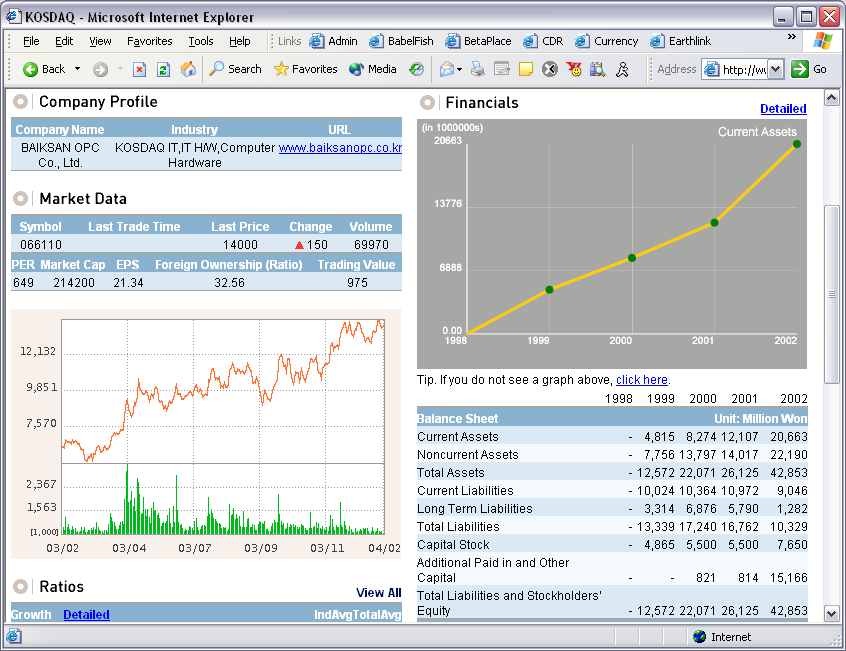 KOSDAQ - Microsoft Internet Explorer
File Edit View Favorites Tools Help Links Admin BabelFish BetaPlace CDR Currency Earthlink »
Back Search Favorites Media Address http://w Go
Company Profile
Company Name Industry URL
BAIKSAN OPC Co., Ltd. KOSDAQ IT,IT H/W,Computer Hardware www.baiksanopc.co.kr
Market Data
Symbol Last Trade Time Last Price Change Volume
066110 14000 ▲150 69970
PER Market Cap EPS Foreign Ownership (Ratio) Trading Value
649 214200 21.34 32.56 975
12,132
9,851
7,570
2,367
1,563
[1,000]
03/02 03/04 03/07 03/09 03/11 04/02
Ratios
View All
Growth Detailed IndAvgTotalAvg
Financials
Detailed
(in 1000000s)
Current Assets
20663
13776
6888
0.00
1998 1999 2000 2001 2002
Tip. If you do not see a graph above, click here.
1998 1999 2000 2001 2002
Balance Sheet Unit: Million Won
Current Assets - 4,815 8,274 12,107 20,663
Noncurrent Assets - 7,756 13,797 14,017 22,190
Total Assets - 12,572 22,071 26,125 42,853
Current Liabilities - 10,024 10,364 10,972 9,046
Long Term Liabilities - 3,314 6,876 5,790 1,282
Total Liabilities - 13,339 17,240 16,762 10,329
Capital Stock - 4,865 5,500 5,500 7,650
Additional Paid in and Other
Capital - - 821 814 15,166
Total Liabilities and Stockholders'
Equity - 12,572 22,071 26,125 42,853
Internet